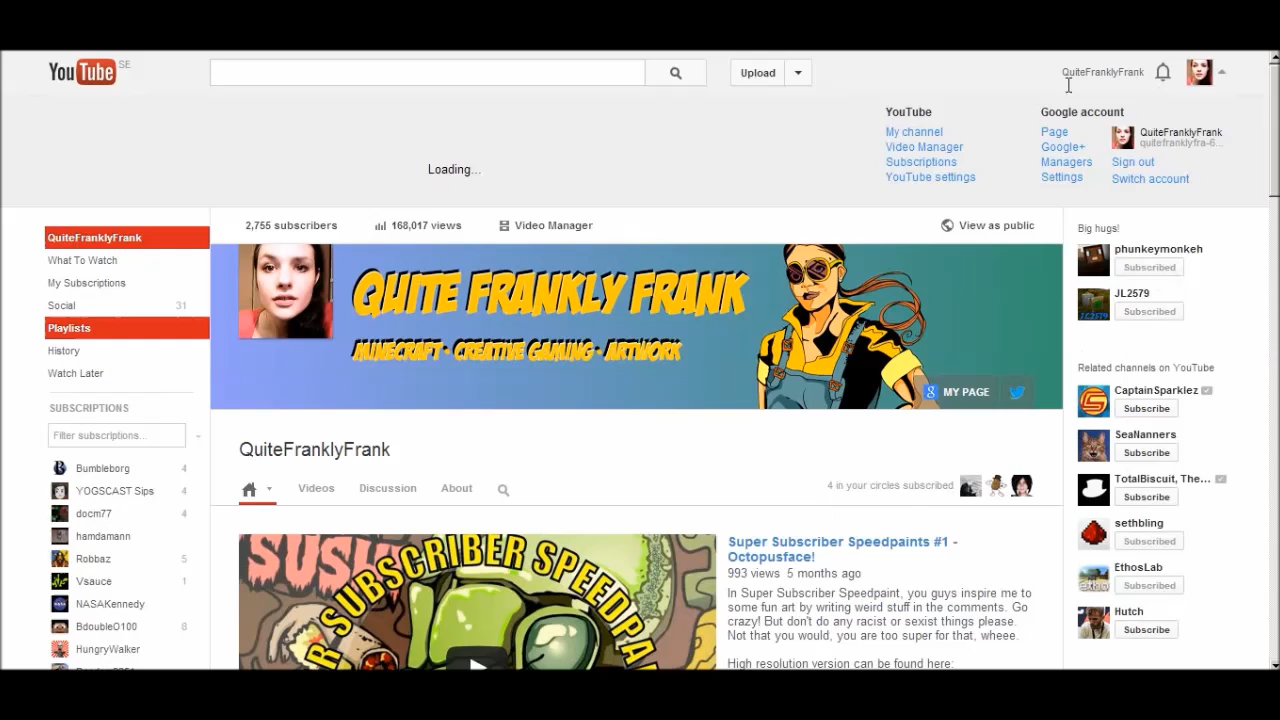 YouTube SE
Upload
QuiteFranklyFrank
YouTube
My channel
Video Manager
Subscriptions
YouTube settings
Google account
Page
Google+
Managers
Settings
QuiteFranklyFrank
quitefranklyfra-6...
Sign out
Switch account
Loading...
QuiteFranklyFrank
What To Watch
My Subscriptions
Social 31
Playlists
History
Watch Later
SUBSCRIPTIONS
Filter subscriptions...
Bumbleborg 4
YOGSCAST Sips 4
docm77 4
hamdamann
Robbaz 5
Vsauce 1
NASAKennedy
BdoubleO100 8
HungryWalker
2,755 subscribers 168,017 views Video Manager View as public
QUITE FRANKLY FRANK
MINECRAFT · CREATIVE GAMING · ARTWORK
g MY PAGE
QuiteFranklyFrank
Videos Discussion About
4 in your circles subscribed
SUBSCRIBER SPEEDPA
Super Subscriber Speedpaints #1 -
Octopusface!
993 views 5 months ago
In Super Subscriber Speedpaint, you guys inspire me to
some fun art by writing weird stuff in the comments. Go
crazy! But don't do any racist or sexist things please.
Not that you would, you are too super for that, wheee.
High resolution version can be found here:
Big hugs!
phunkeymonkeh
Subscribed
JL2579
JL2579
Subscribed
Related channels on YouTube
CaptainSparklez
Subscribe
SeaNanners
Subscribe
TotalBiscuit, The...
Subscribe
sethbling
Subscribed
EthosLab
Subscribed
Hutch
Subscribe